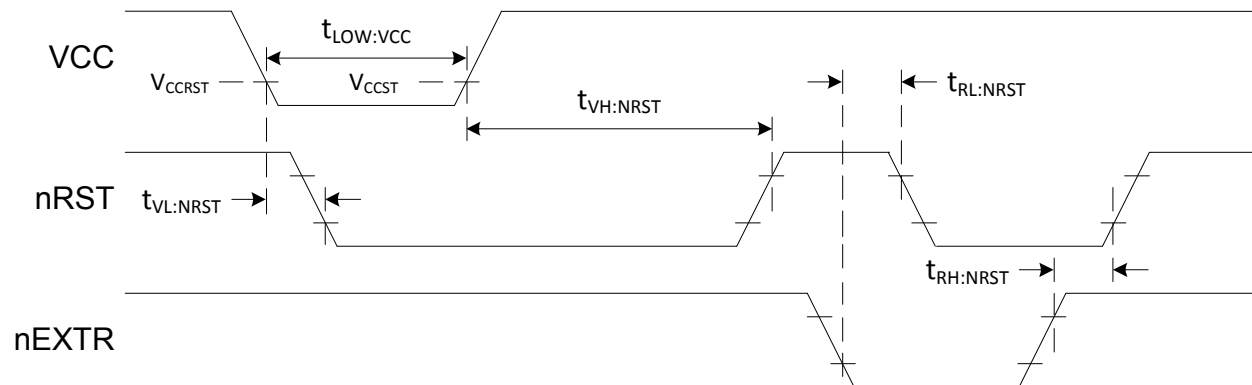 VCC
tLOW:VCC
VCCRST
VCCST
tVH:NRST
tRL:NRST
nRST
tVL:NRST
tRH:NRST
nEXTR